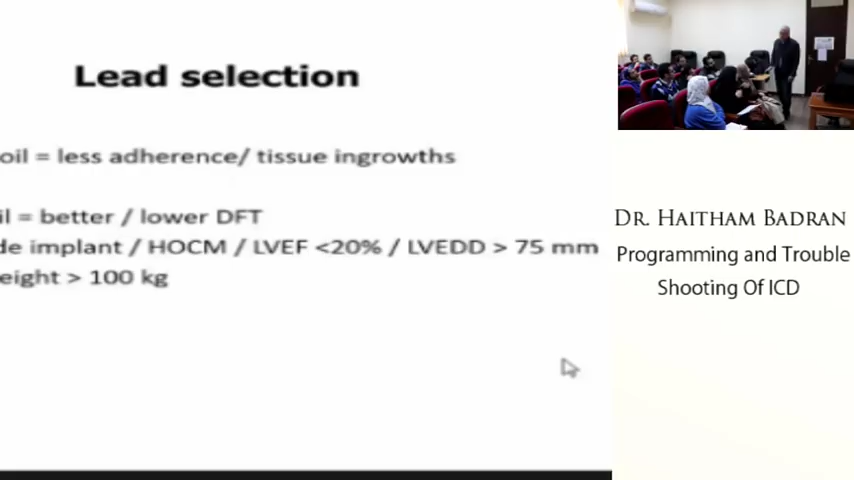 Lead selection
oil = less adherence/ tissue ingrowths
il = better / lower DFT
de implant / HOCM / LVEF <20% / LVEDD > 75 mm
eight > 100 kg
DR. HAITHAM BADRAN
Programming and Trouble
Shooting Of ICD